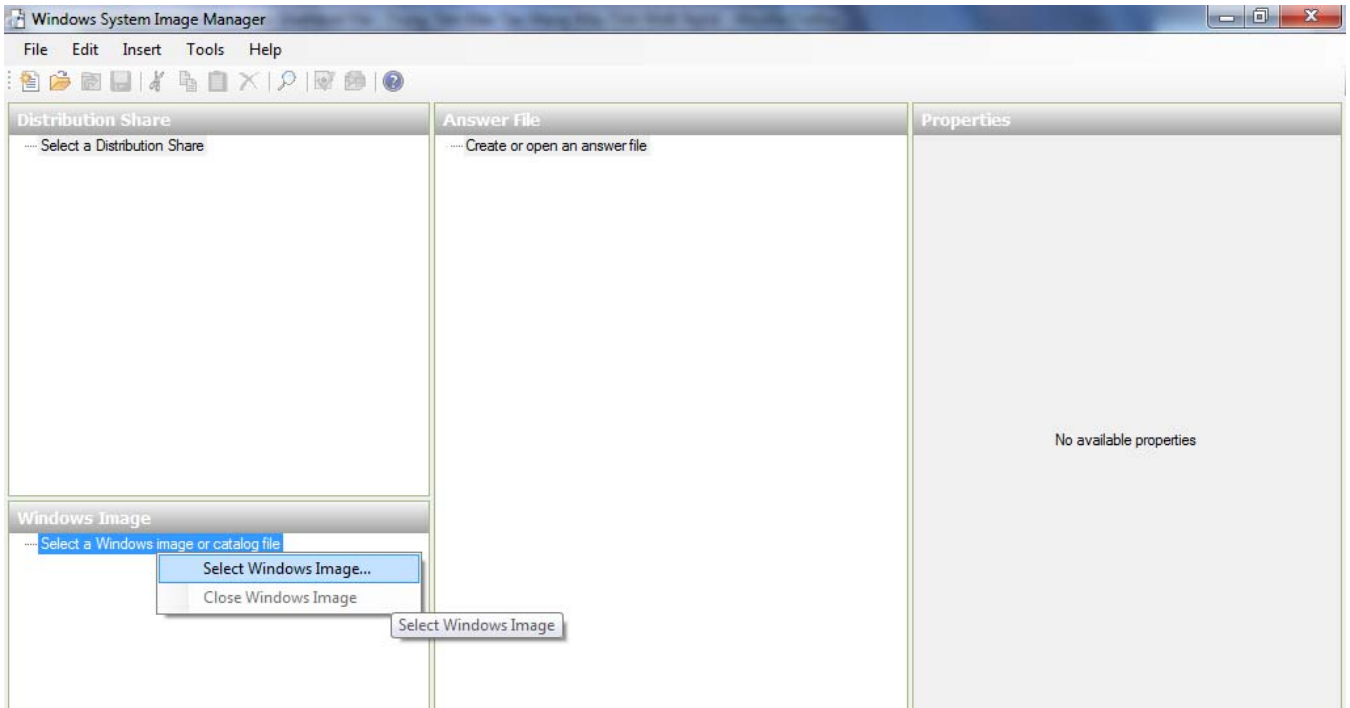 Windows System Image Manager
File Edit Insert Tools Help
Distribution Share
Select a Distribution Share
Answer File
Create or open an answer file
Properties
No available properties
Windows Image
Select a Windows image or catalog file
Select Windows Image...
Close Windows Image
Select Windows Image